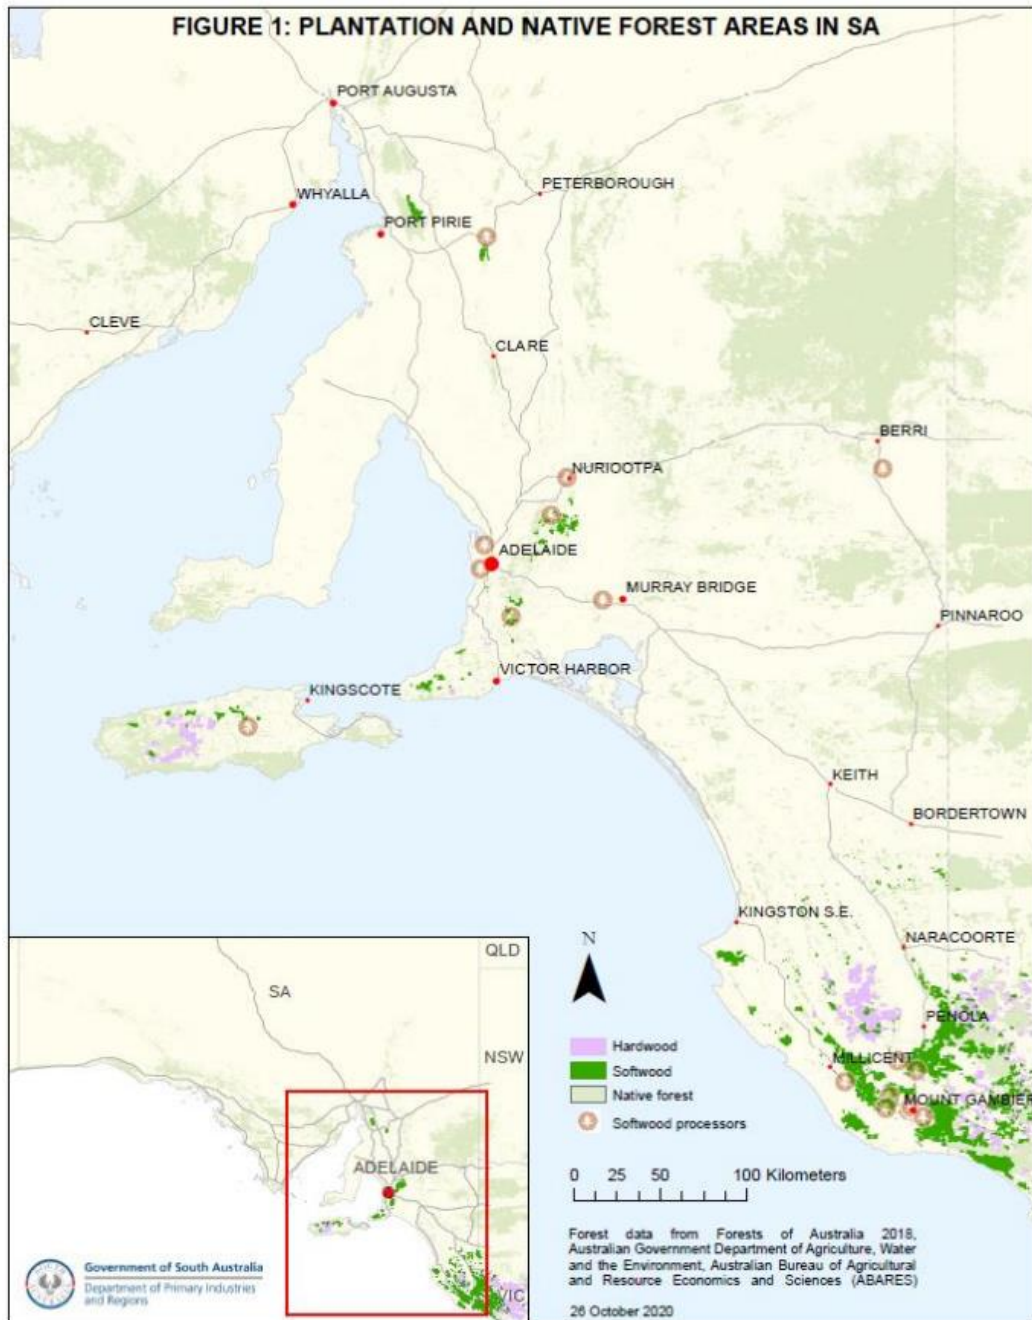 FIGURE 1: PLANTATION AND NATIVE FOREST AREAS IN SA
PORT AUGUSTA
PETERBOROUGH
WHYALLA
PORT PIRIE
CLEVE
CLARE
BERRI
NURIOOTPA
ADELAIDE
MURRAY BRIDGE
PINNAROO
VICTOR HARBOR
KINGSCOTE
KEITH
BORDERTOWN
KINGSTON S.E.
NARACOORTE
PENOLA
MILLICENT
MOUNT GAMBIER
N
Hardwood
Softwood
Native forest
Softwood processors
0 25 50 100 Kilometers
Forest data from Forests of Australia 2018,
Australian Government Department of Agriculture, Water
and the Environment, Australian Bureau of Agricultural
and Resource Economics and Sciences (ABARES)
26 October 2020
QLD
SA
NSW
ADELAIDE
VIC
Government of South Australia
Department of Primary Industries
and Regions